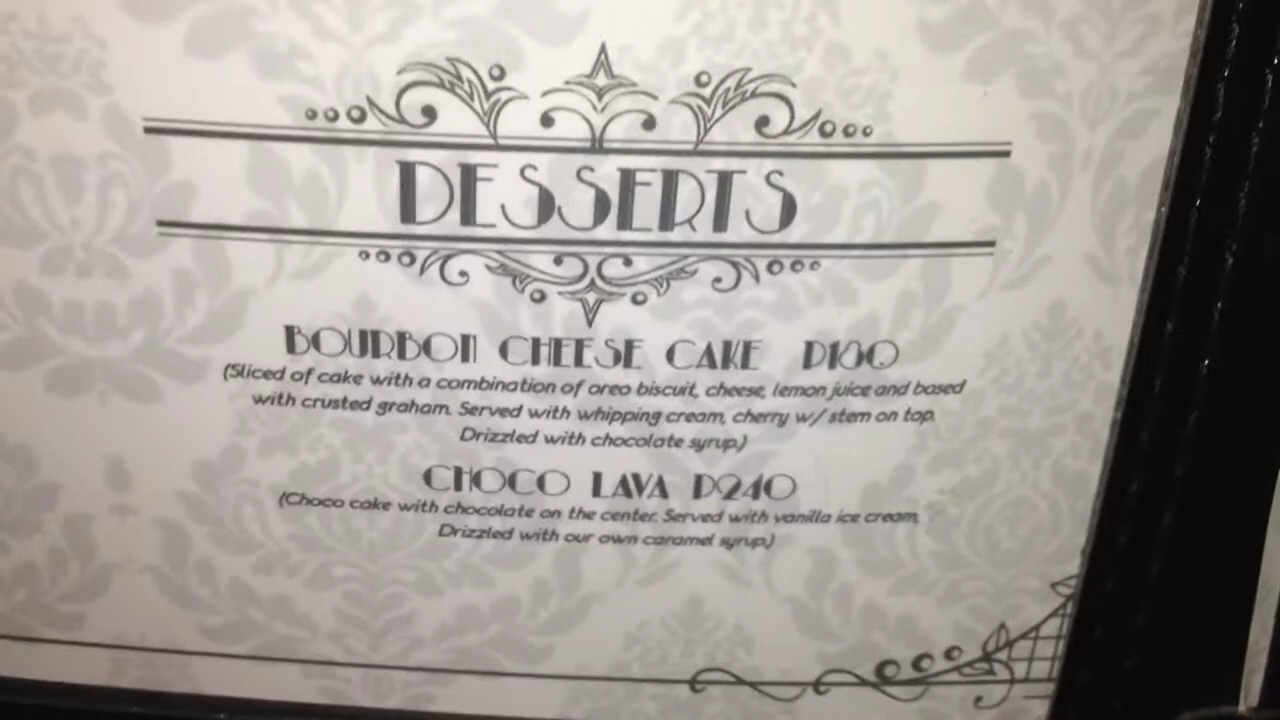 DESSERTS
BOURBON CHEESE CAKE P180
(Sliced of cake with a combination of oreo biscuit, cheese, lemon juice and based
with crusted graham. Served with whipping cream, cherry w/ stem on top.
Drizzled with chocolate syrup.)
CHOCO LAVA P240
(Choco cake with chocolate on the center. Served with vanilla ice cream,
Drizzled with our own caramel syrup.)